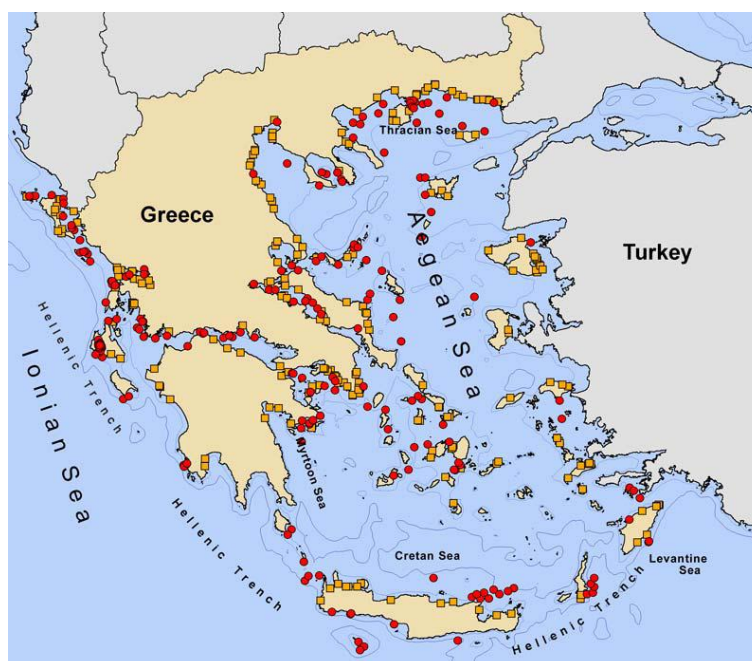 Thracian Sea
Greece
Aegean Sea
Turkey
Ionian Sea
Hellenic Trench
Myrtoon Sea
Hellenic Trench
Cretan Sea
Levantine
Sea
Hellenic Trench